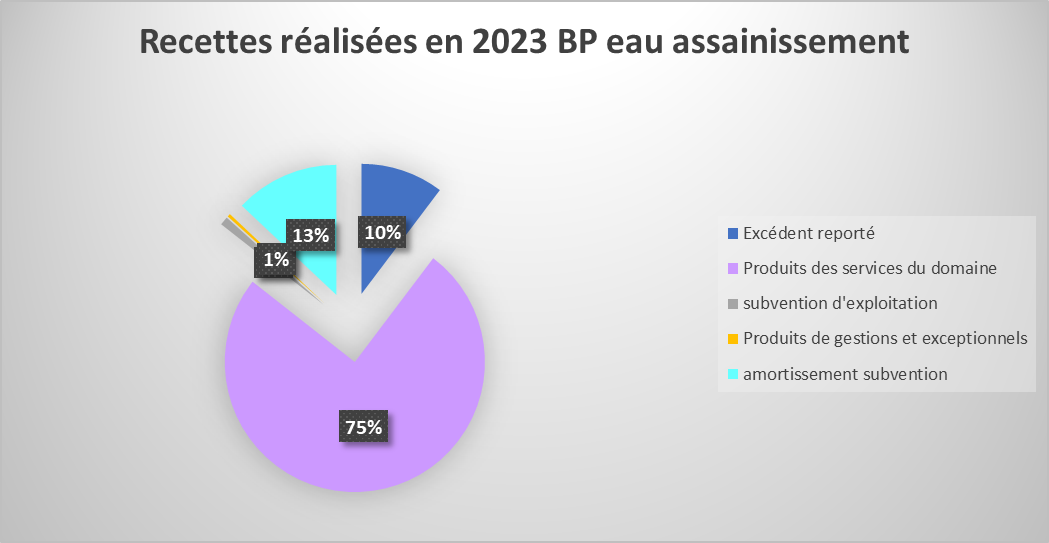 Recettes réalisées en 2023 BP eau assainissement
10%
13%
1%
75%
Excédent reporté
Produits des services du domaine
subvention d'exploitation
Produits de gestions et exceptionnels
amortissement subvention